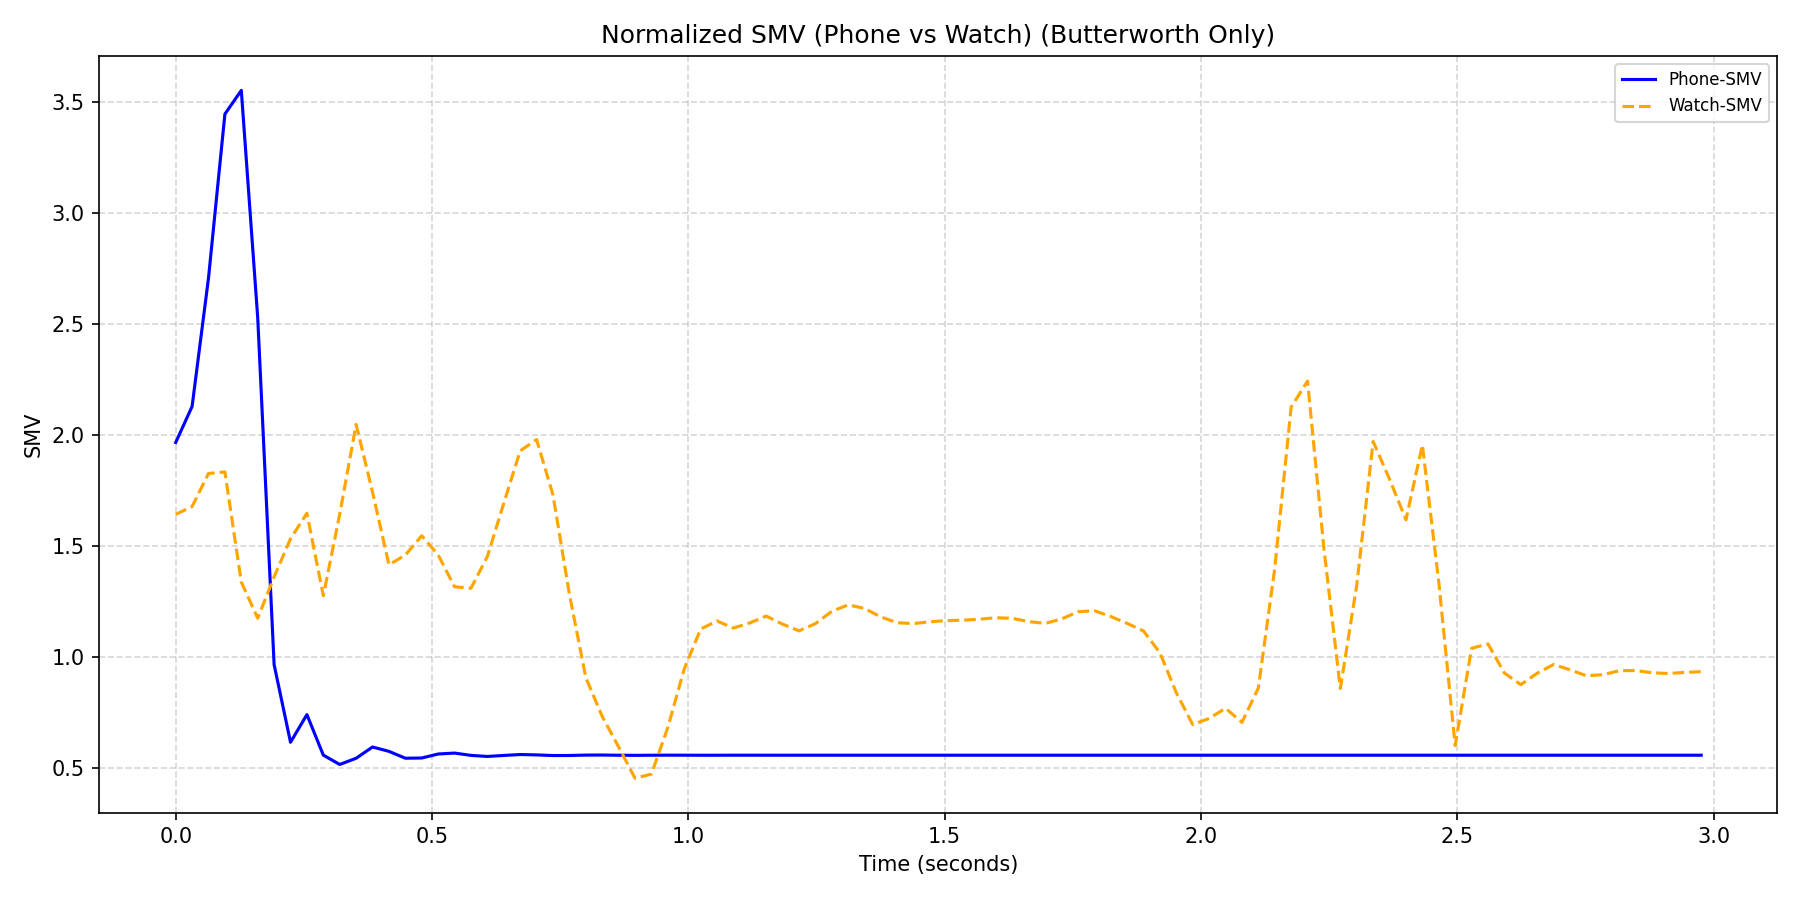 Normalized SMV (Phone vs Watch) (Butterworth Only)
Phone-SMV
Watch-SMV
SMV
3.5
3.0
2.5
2.0
1.5
1.0
0.5
0.0 0.5 1.0 1.5 2.0 2.5 3.0
Time (seconds)